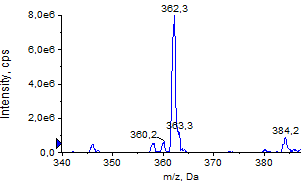 362,3
8,0e6
6,0e6
4,0e6
2,0e6
0,0
Intensity, cps
360,2
363,3
384,2
340 350 360 370 380
m/z, Da